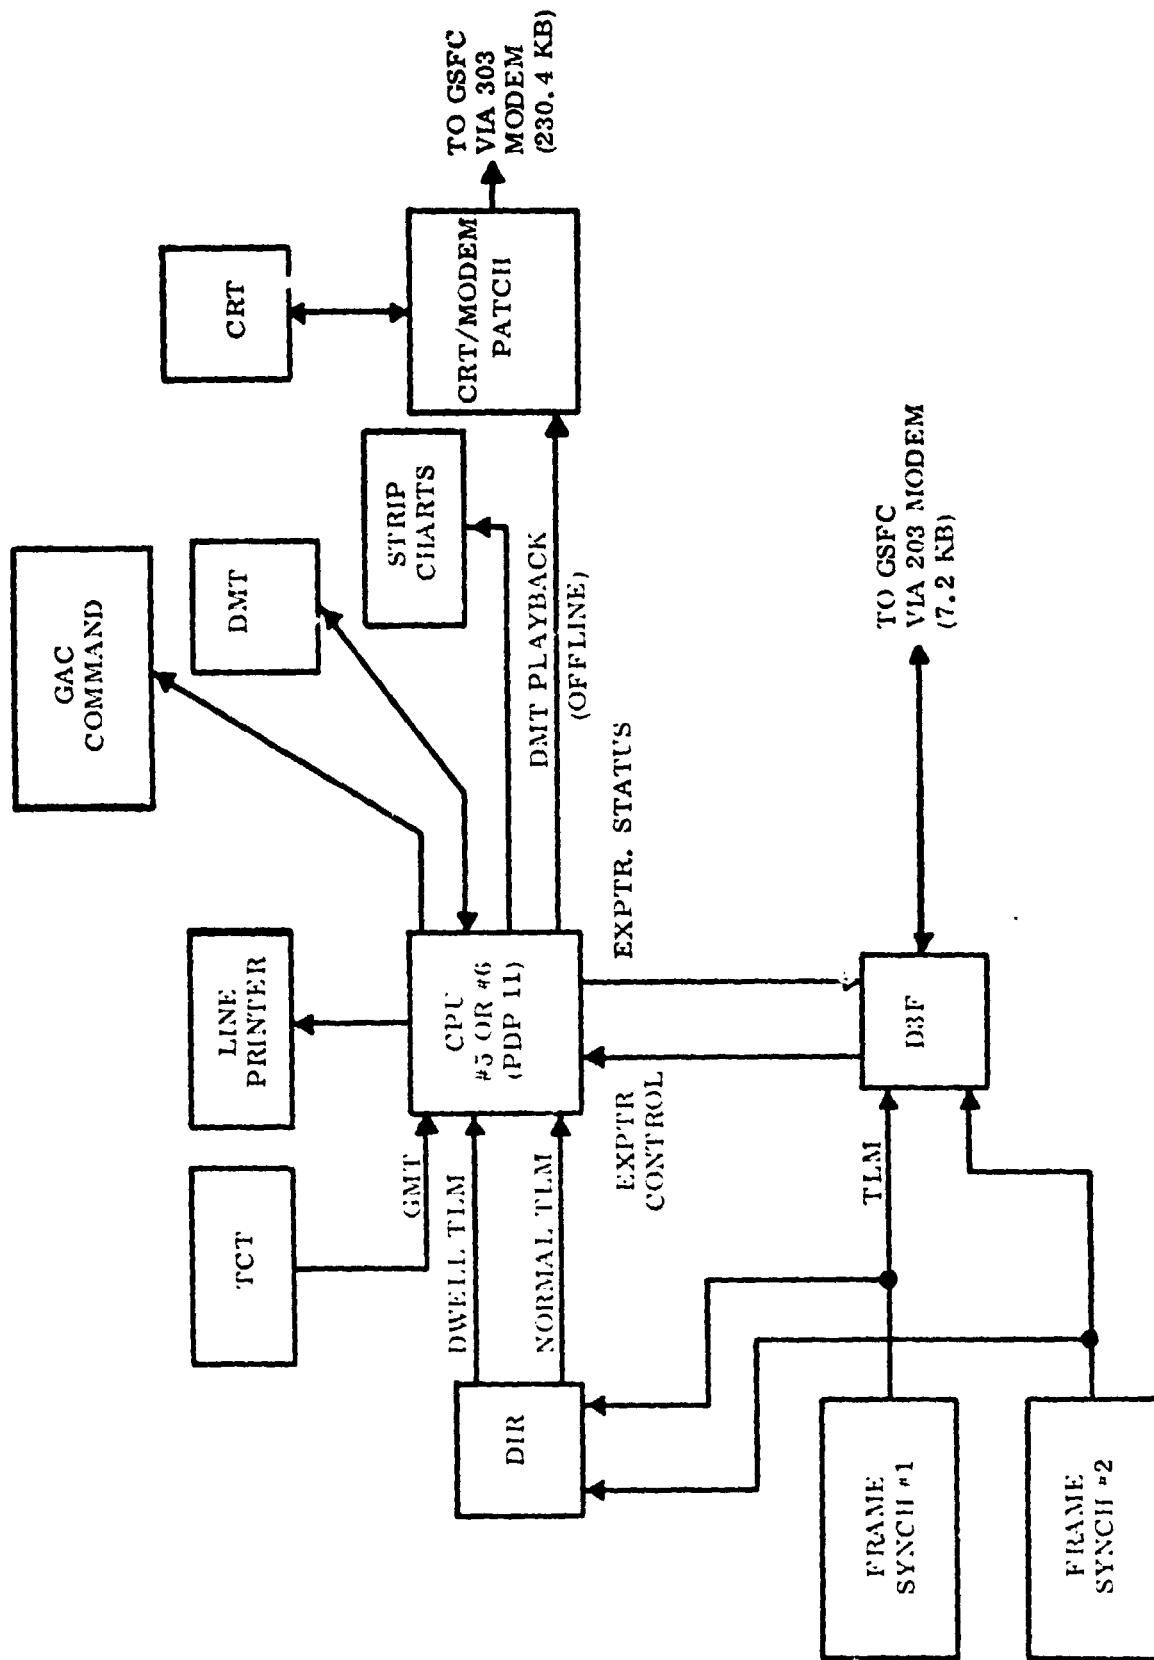 GAC
COMMAND
CRT
TO GSFC
VIA 303
MODEM
(230.4 KB)
DMT
LINE
PRINTER
TCT
STRIP
CHARTS
CRT/MODEM
PATCH
GMT
DWELL TLM
NORMAL TLM
CPU
#5 OR #6
(PDP 11)
DMT PLAYBACK
(OFFLINE)
DIR
EXPTR
CONTROL
EXPTR. STATUS
TLM
D3F
TO GSFC
VIA 203 MODEM
(7.2 KB)
FRAME
SYNCH #1
FRAME
SYNCH #2